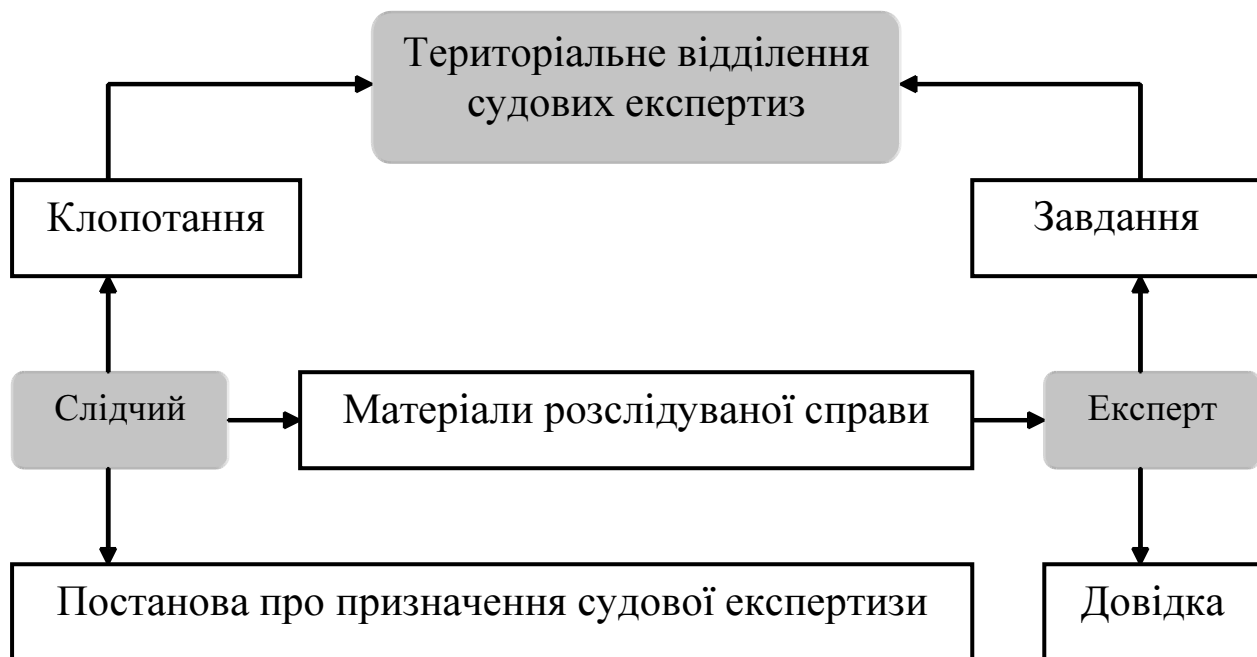 Територіальне відділення
судових експертиз
Клопотання
Завдання
Слідчий
Матеріали розслідуваної справи
Експерт
Постанова про призначення судової експертизи
Довідка